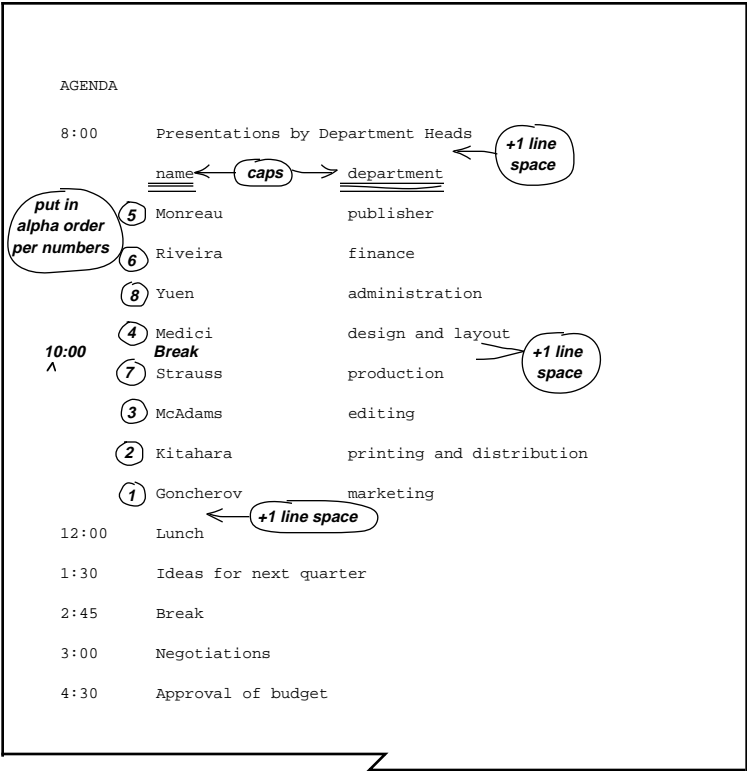 AGENDA
8:00 Presentations by Department Heads
+1 line
space
name caps department
put in
alpha order
per numbers
5 Monreau publisher
6 Riveira finance
8 Yuen administration
4 Medici design and layout
10:00 Break
+1 line
space
7 Strauss production
3 McAdams editing
2 Kitahara printing and distribution
1 Goncherov marketing
+1 line space
12:00 Lunch
1:30 Ideas for next quarter
2:45 Break
3:00 Negotiations
4:30 Approval of budget